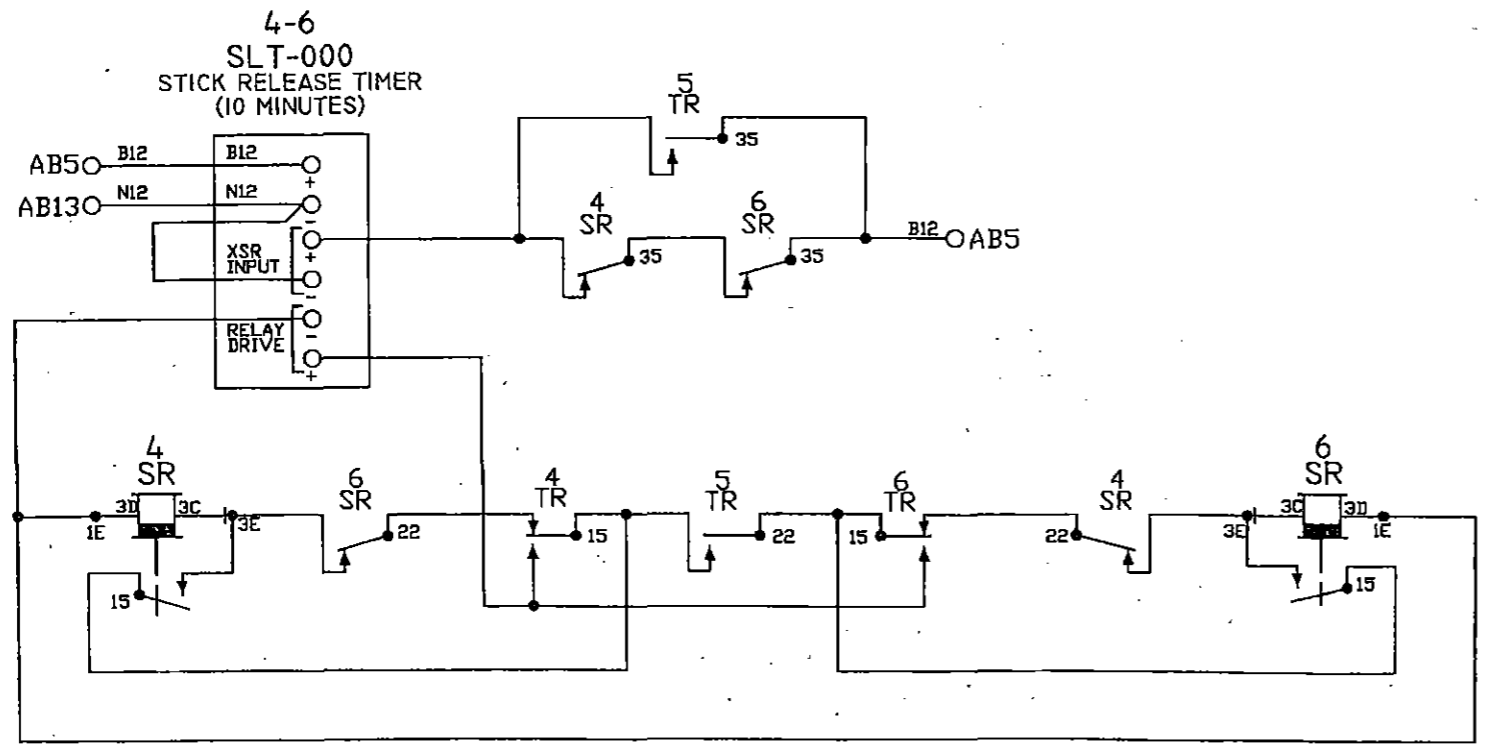 4-6
SLT-000
STICK RELEASE TIMER
(10 MINUTES)
5
TR
35
AB5 B12 B12 +
AB13 N12 N12 -
XSR
INPUT
+
-
RELAY
DRIVE
-
+
4
SR
35
6
SR
35
B12 AB5
4
SR
3D 3C
1E 3E
15
6
SR
22
4
TR
15
5
TR
22
6
TR
15
4
SR
22
6
SR
3C 3D
3E 1E
15